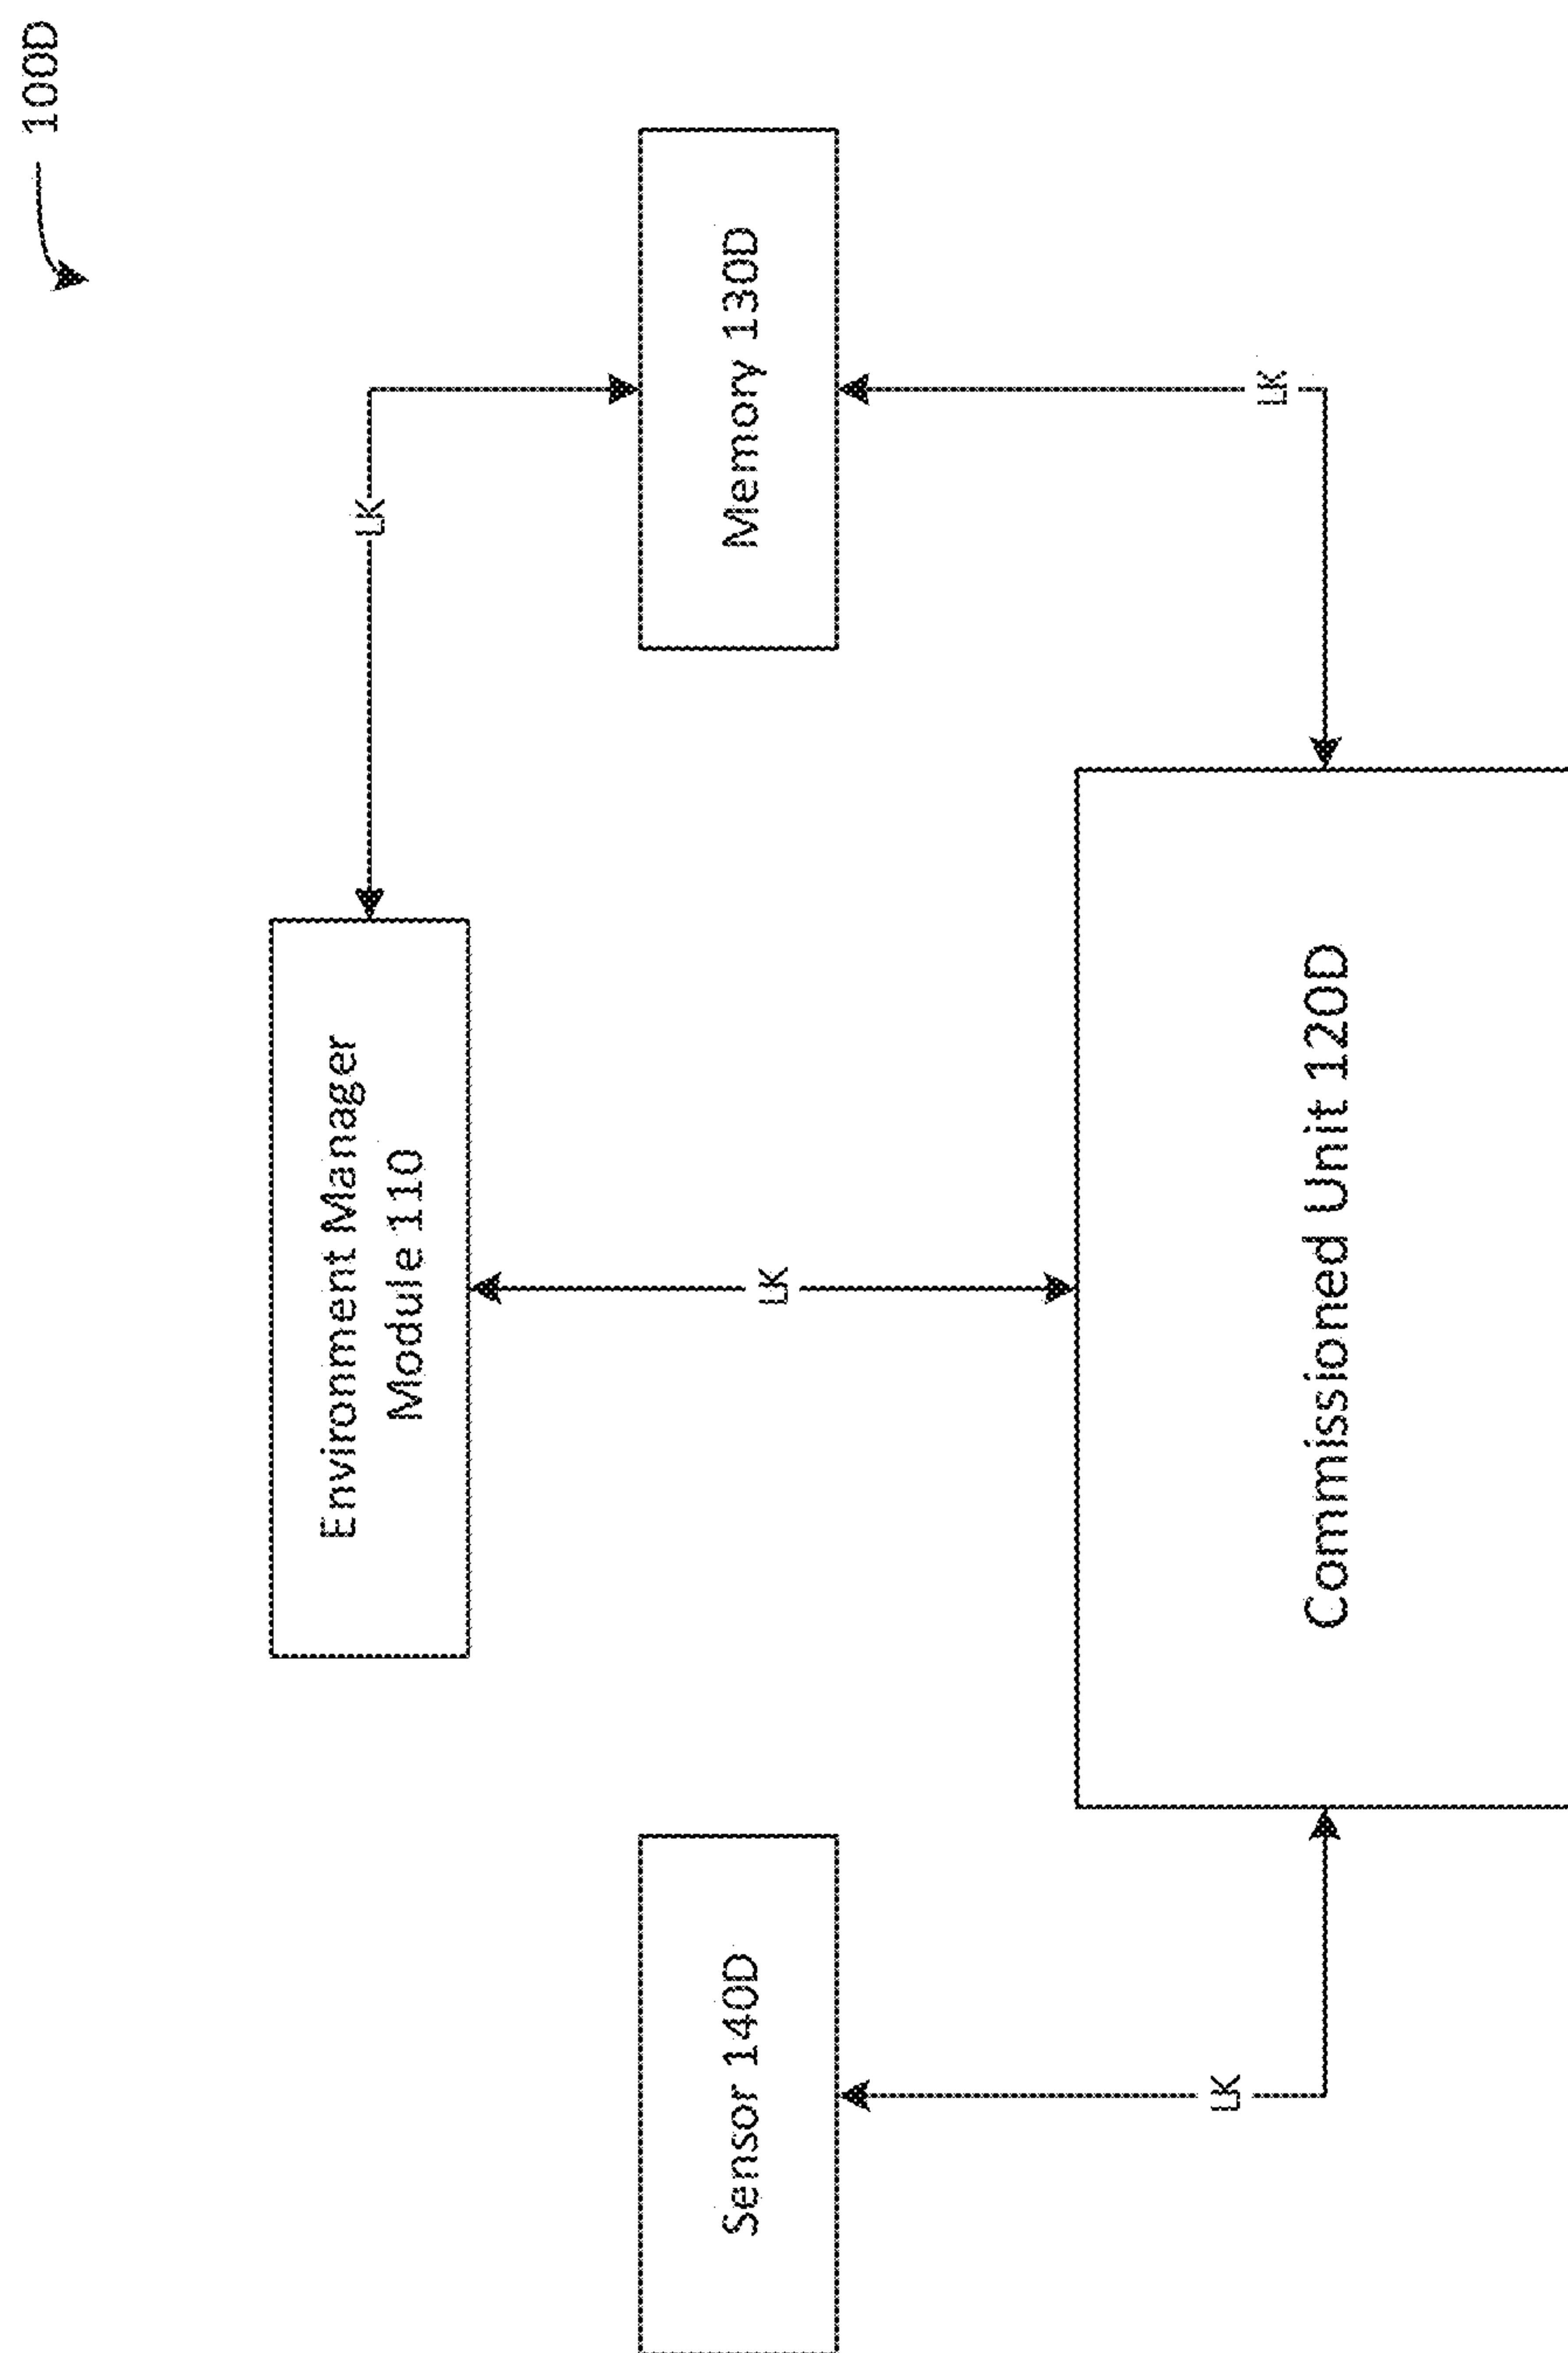 100D
Environment Manager
Module 110
LK
Sensor 140D
LK
Memory 130D
LK
LK
Commissioned Unit 120D